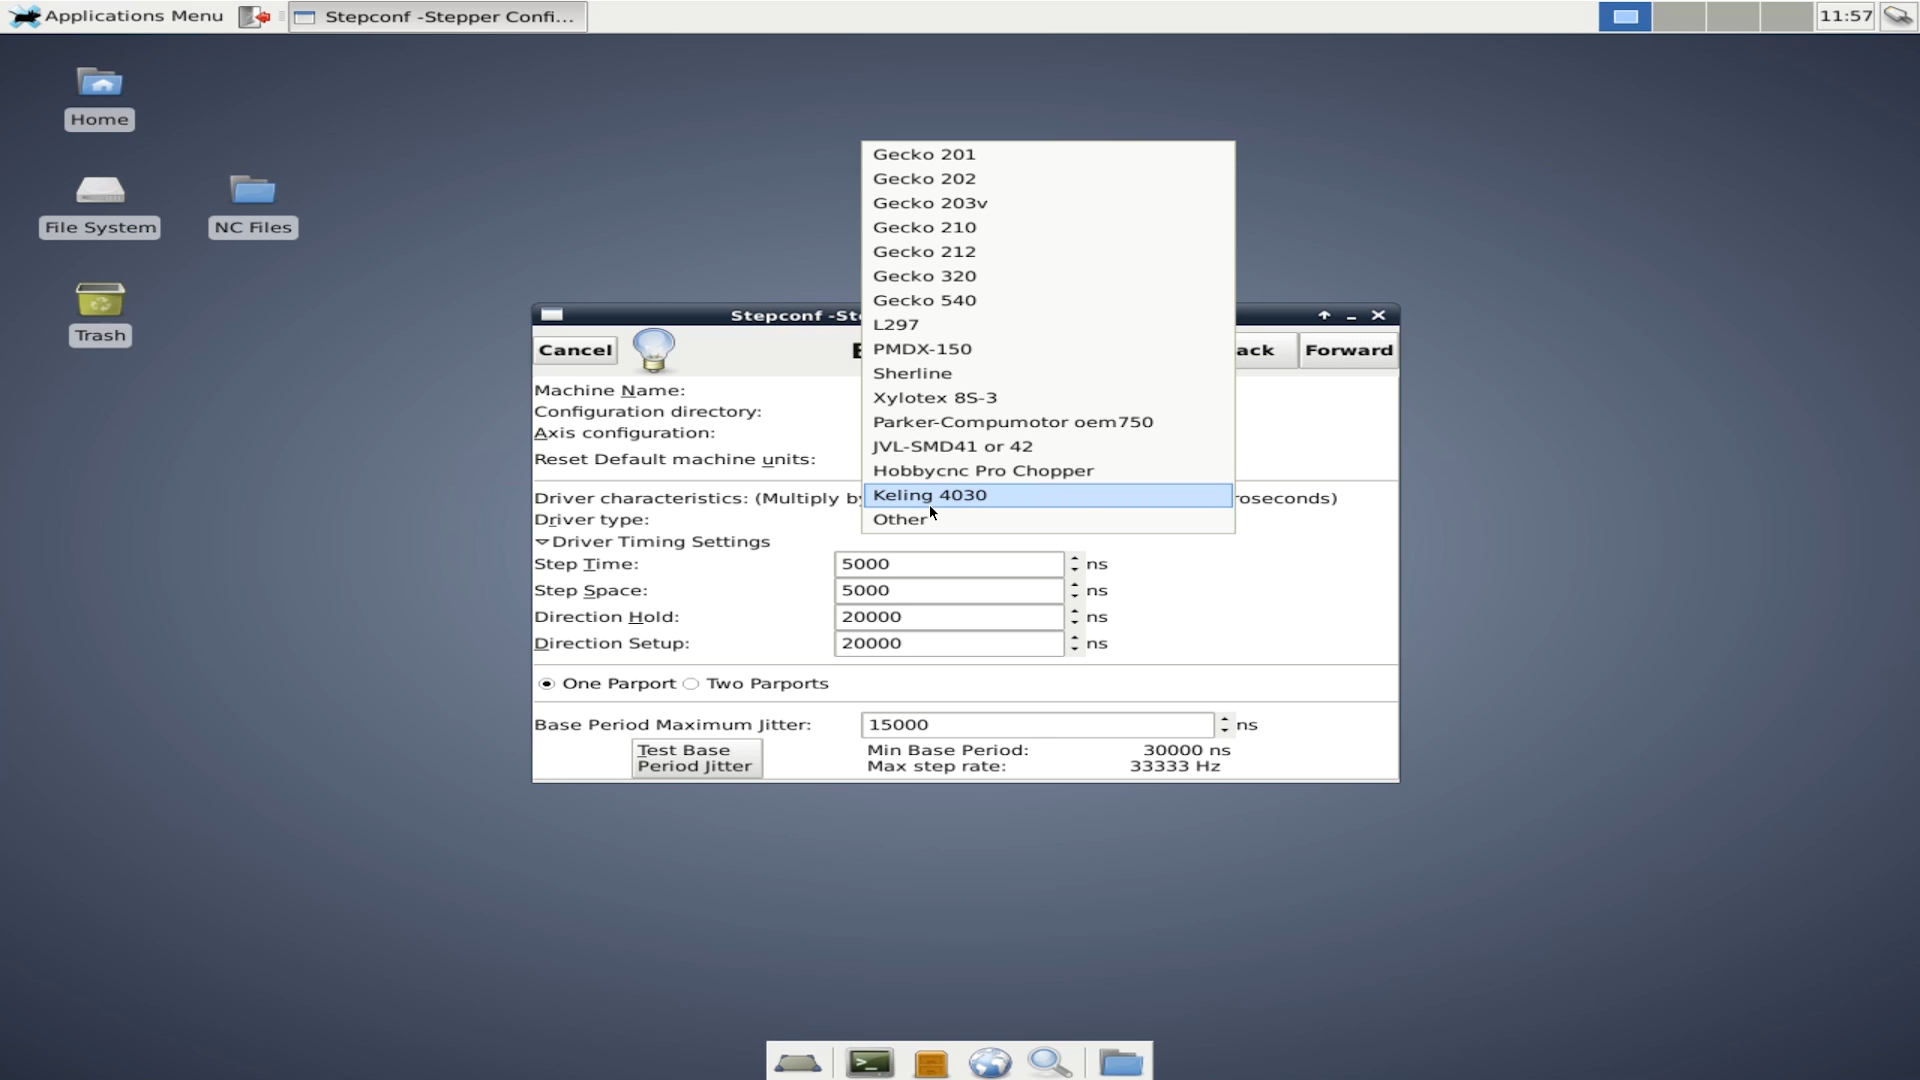 Applications Menu
Stepconf -Stepper Confi...
11:57
Home
File System
NC Files
Trash
Gecko 201
Gecko 202
Gecko 203v
Gecko 210
Gecko 212
Gecko 320
Gecko 540
L297
PMDX-150
Sherline
Xylotex 8S-3
Parker-Compumotor oem750
JVL-SMD41 or 42
Hobbycnc Pro Chopper
Keling 4030
Other
Stepconf -Ste
Cancel
ack
Forward
Machine Name:
Configuration directory:
Axis configuration:
Reset Default machine units:
Driver characteristics: (Multiply by
roseconds)
Driver type:
Driver Timing Settings
Step Time: 5000 ns
Step Space: 5000 ns
Direction Hold: 20000 ns
Direction Setup: 20000 ns
One Parport Two Parports
Base Period Maximum Jitter: 15000 ns
Test Base
Period Jitter
Min Base Period: 30000 ns
Max step rate: 33333 Hz